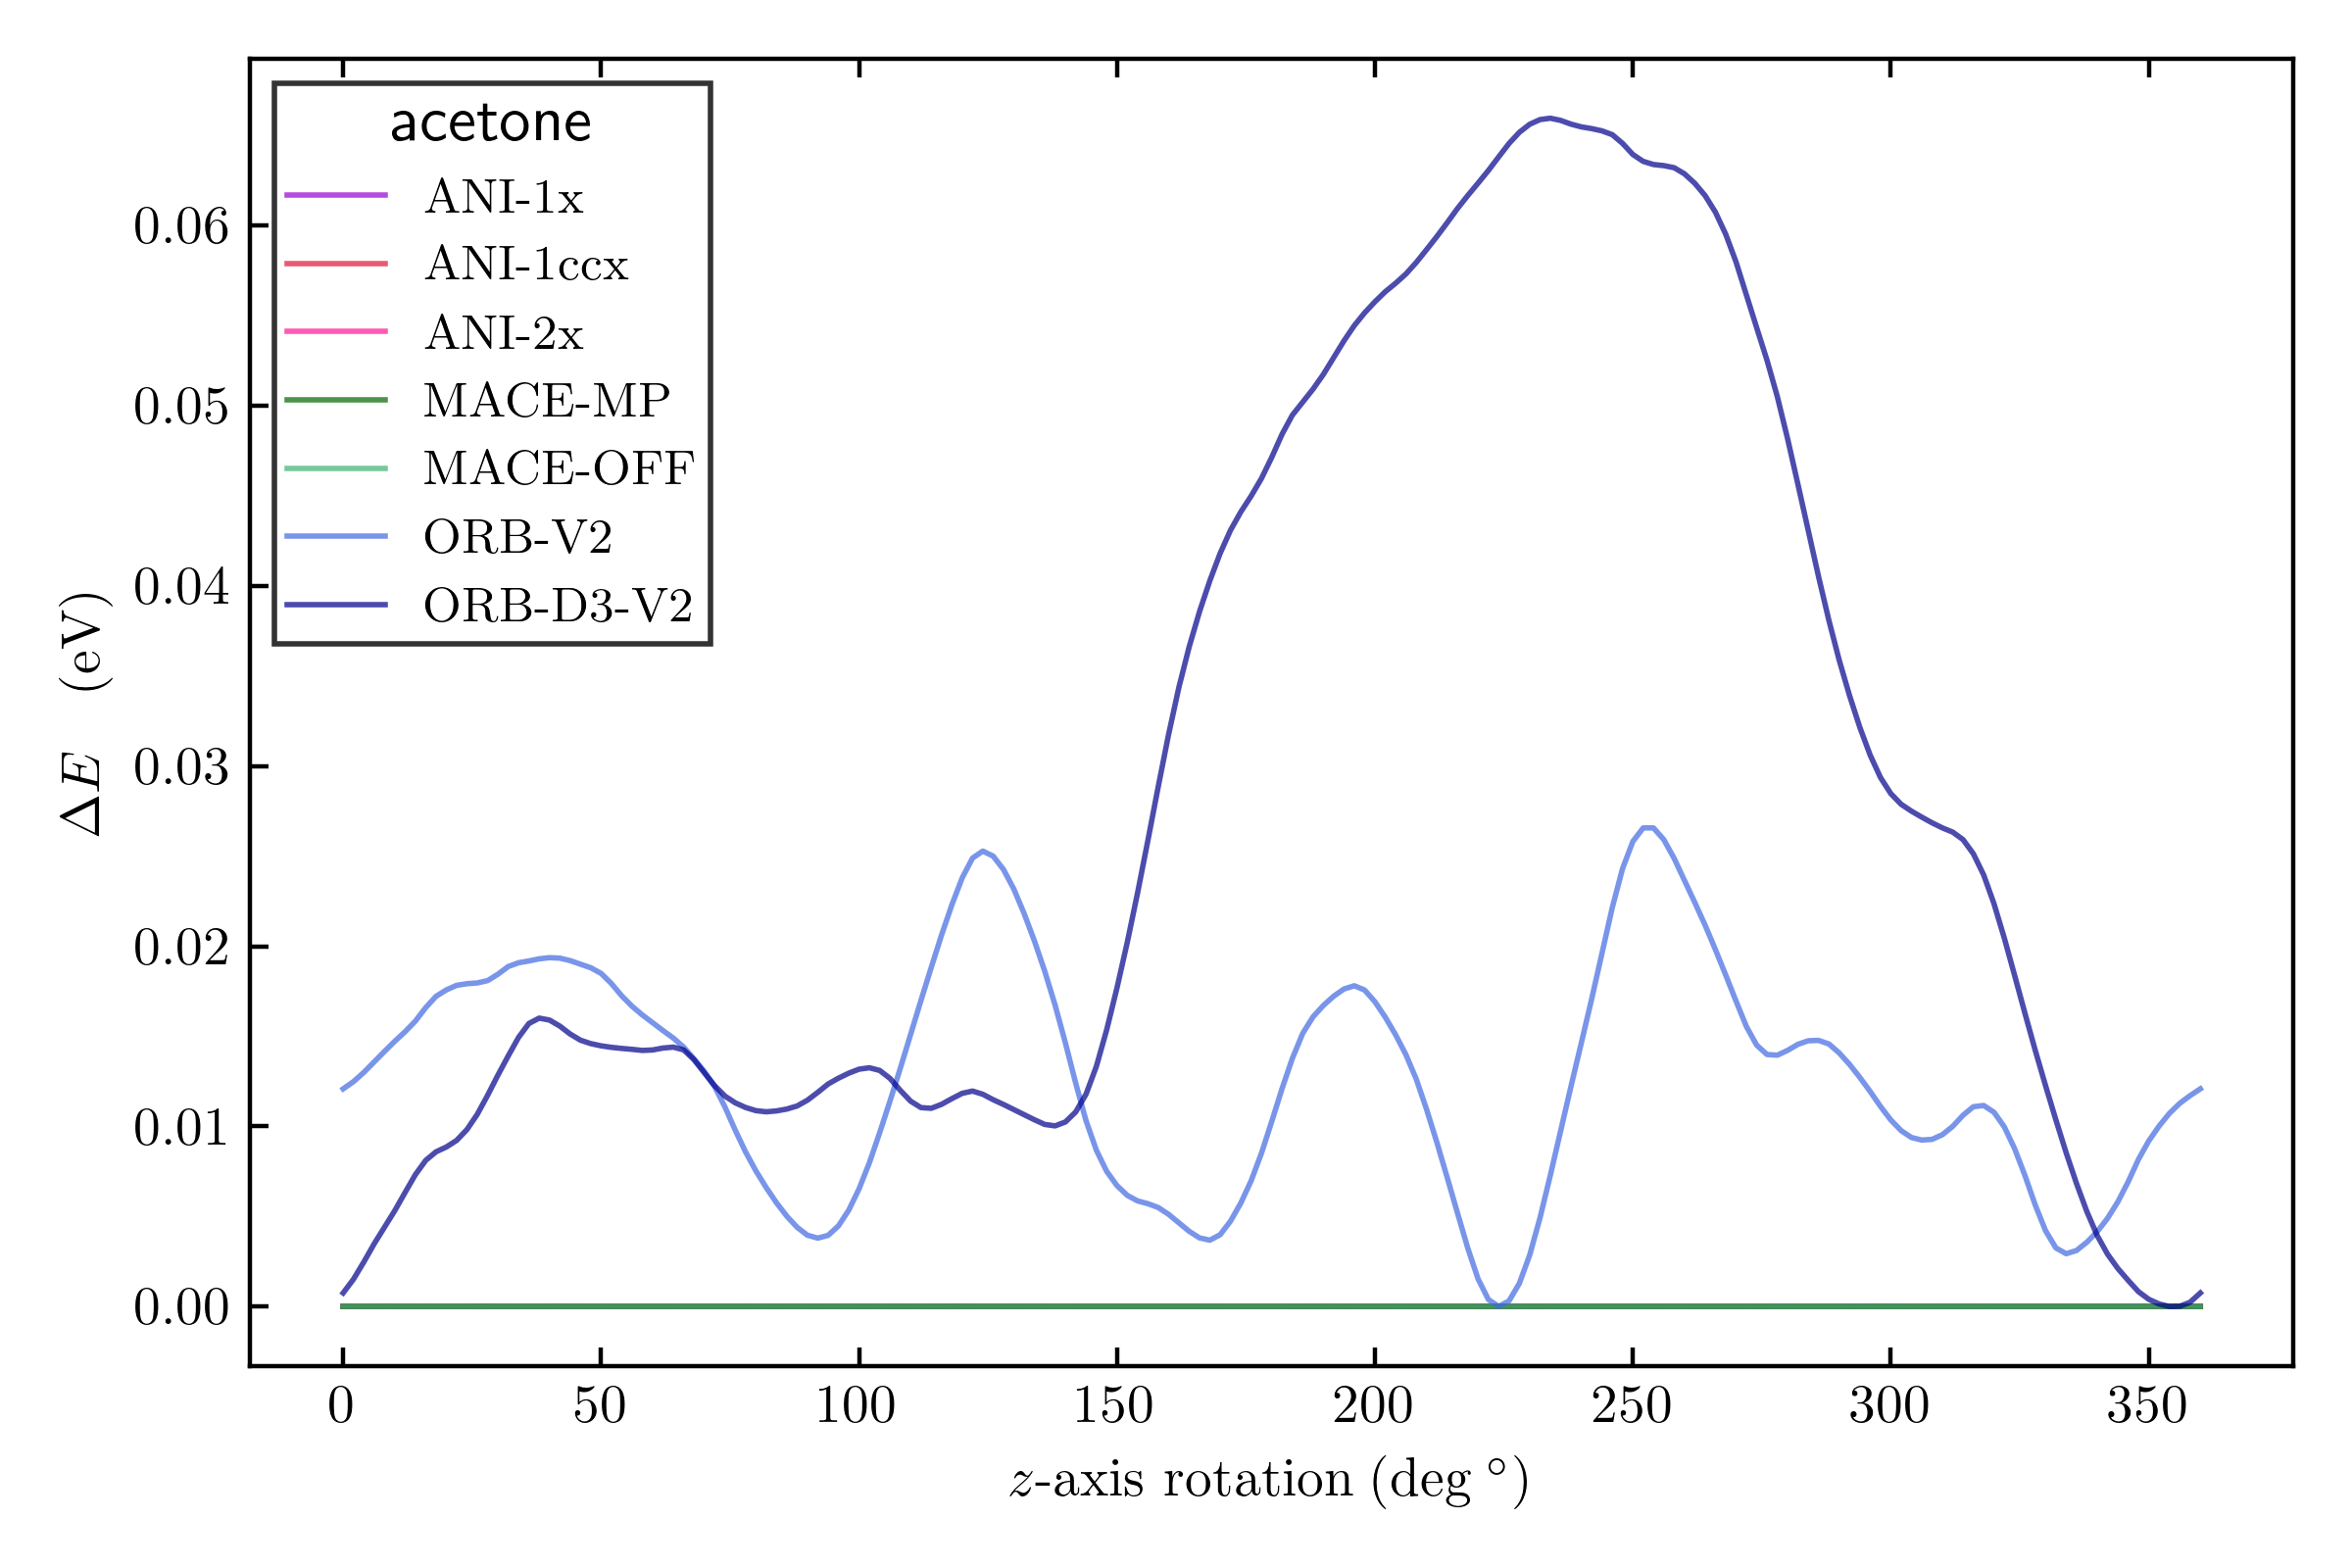 acetone
ANI-1x
ANI-1ccx
ANI-2x
MACE-MP
MACE-OFF
ORB-V2
ORB-D3-V2
0.06
0.05
0.04
0.03
0.02
0.01
0.00
ΔE (eV)
0 50 100 150 200 250 300 350
z-axis rotation (deg °)